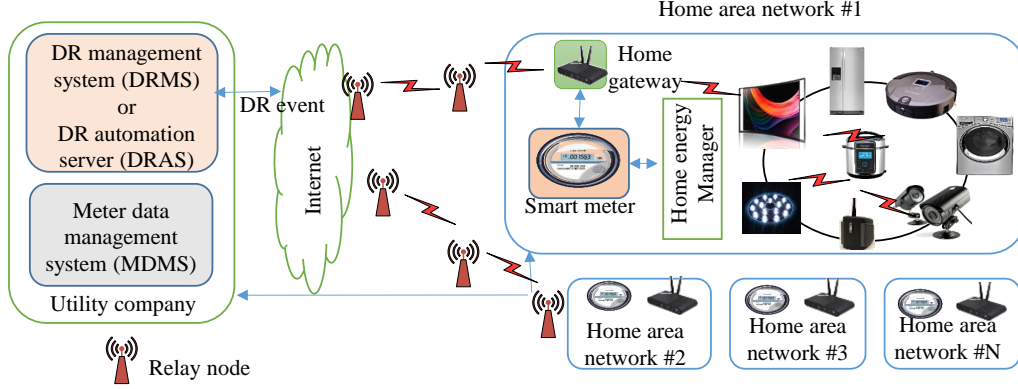 Home area network #1
DR management
system (DRMS)
or
DR automation
server (DRAS)
DR event
Internet
Meter data
management
system (MDMS)
Utility company
Relay node
Home
gateway
Smart meter
Home energy
Manager
Home area
network #2
Home area
network #3
Home area
network #N